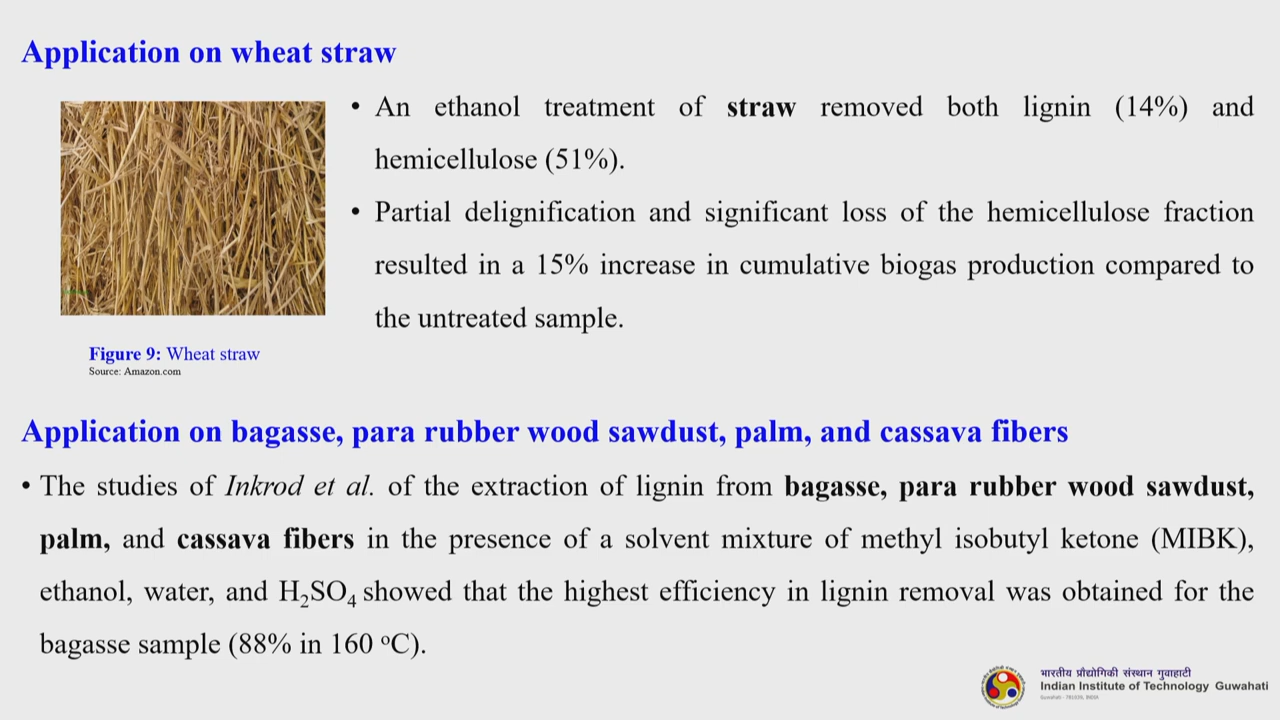 Application on wheat straw
• An ethanol treatment of straw removed both lignin (14%) and
hemicellulose (51%).
• Partial delignification and significant loss of the hemicellulose fraction
resulted in a 15% increase in cumulative biogas production compared to
the untreated sample.
Figure 9: Wheat straw
Source: Amazon.com
Application on bagasse, para rubber wood sawdust, palm, and cassava fibers
• The studies of Inkrod et al. of the extraction of lignin from bagasse, para rubber wood sawdust,
palm, and cassava fibers in the presence of a solvent mixture of methyl isobutyl ketone (MIBK),
ethanol, water, and H₂SO₄ showed that the highest efficiency in lignin removal was obtained for the
bagasse sample (88% in 160 ᵒC).
भारतीय प्रौद्योगिकी संस्थान गुवाहाटी
Indian Institute of Technology Guwahati
Guwahati - 781039, INDIA